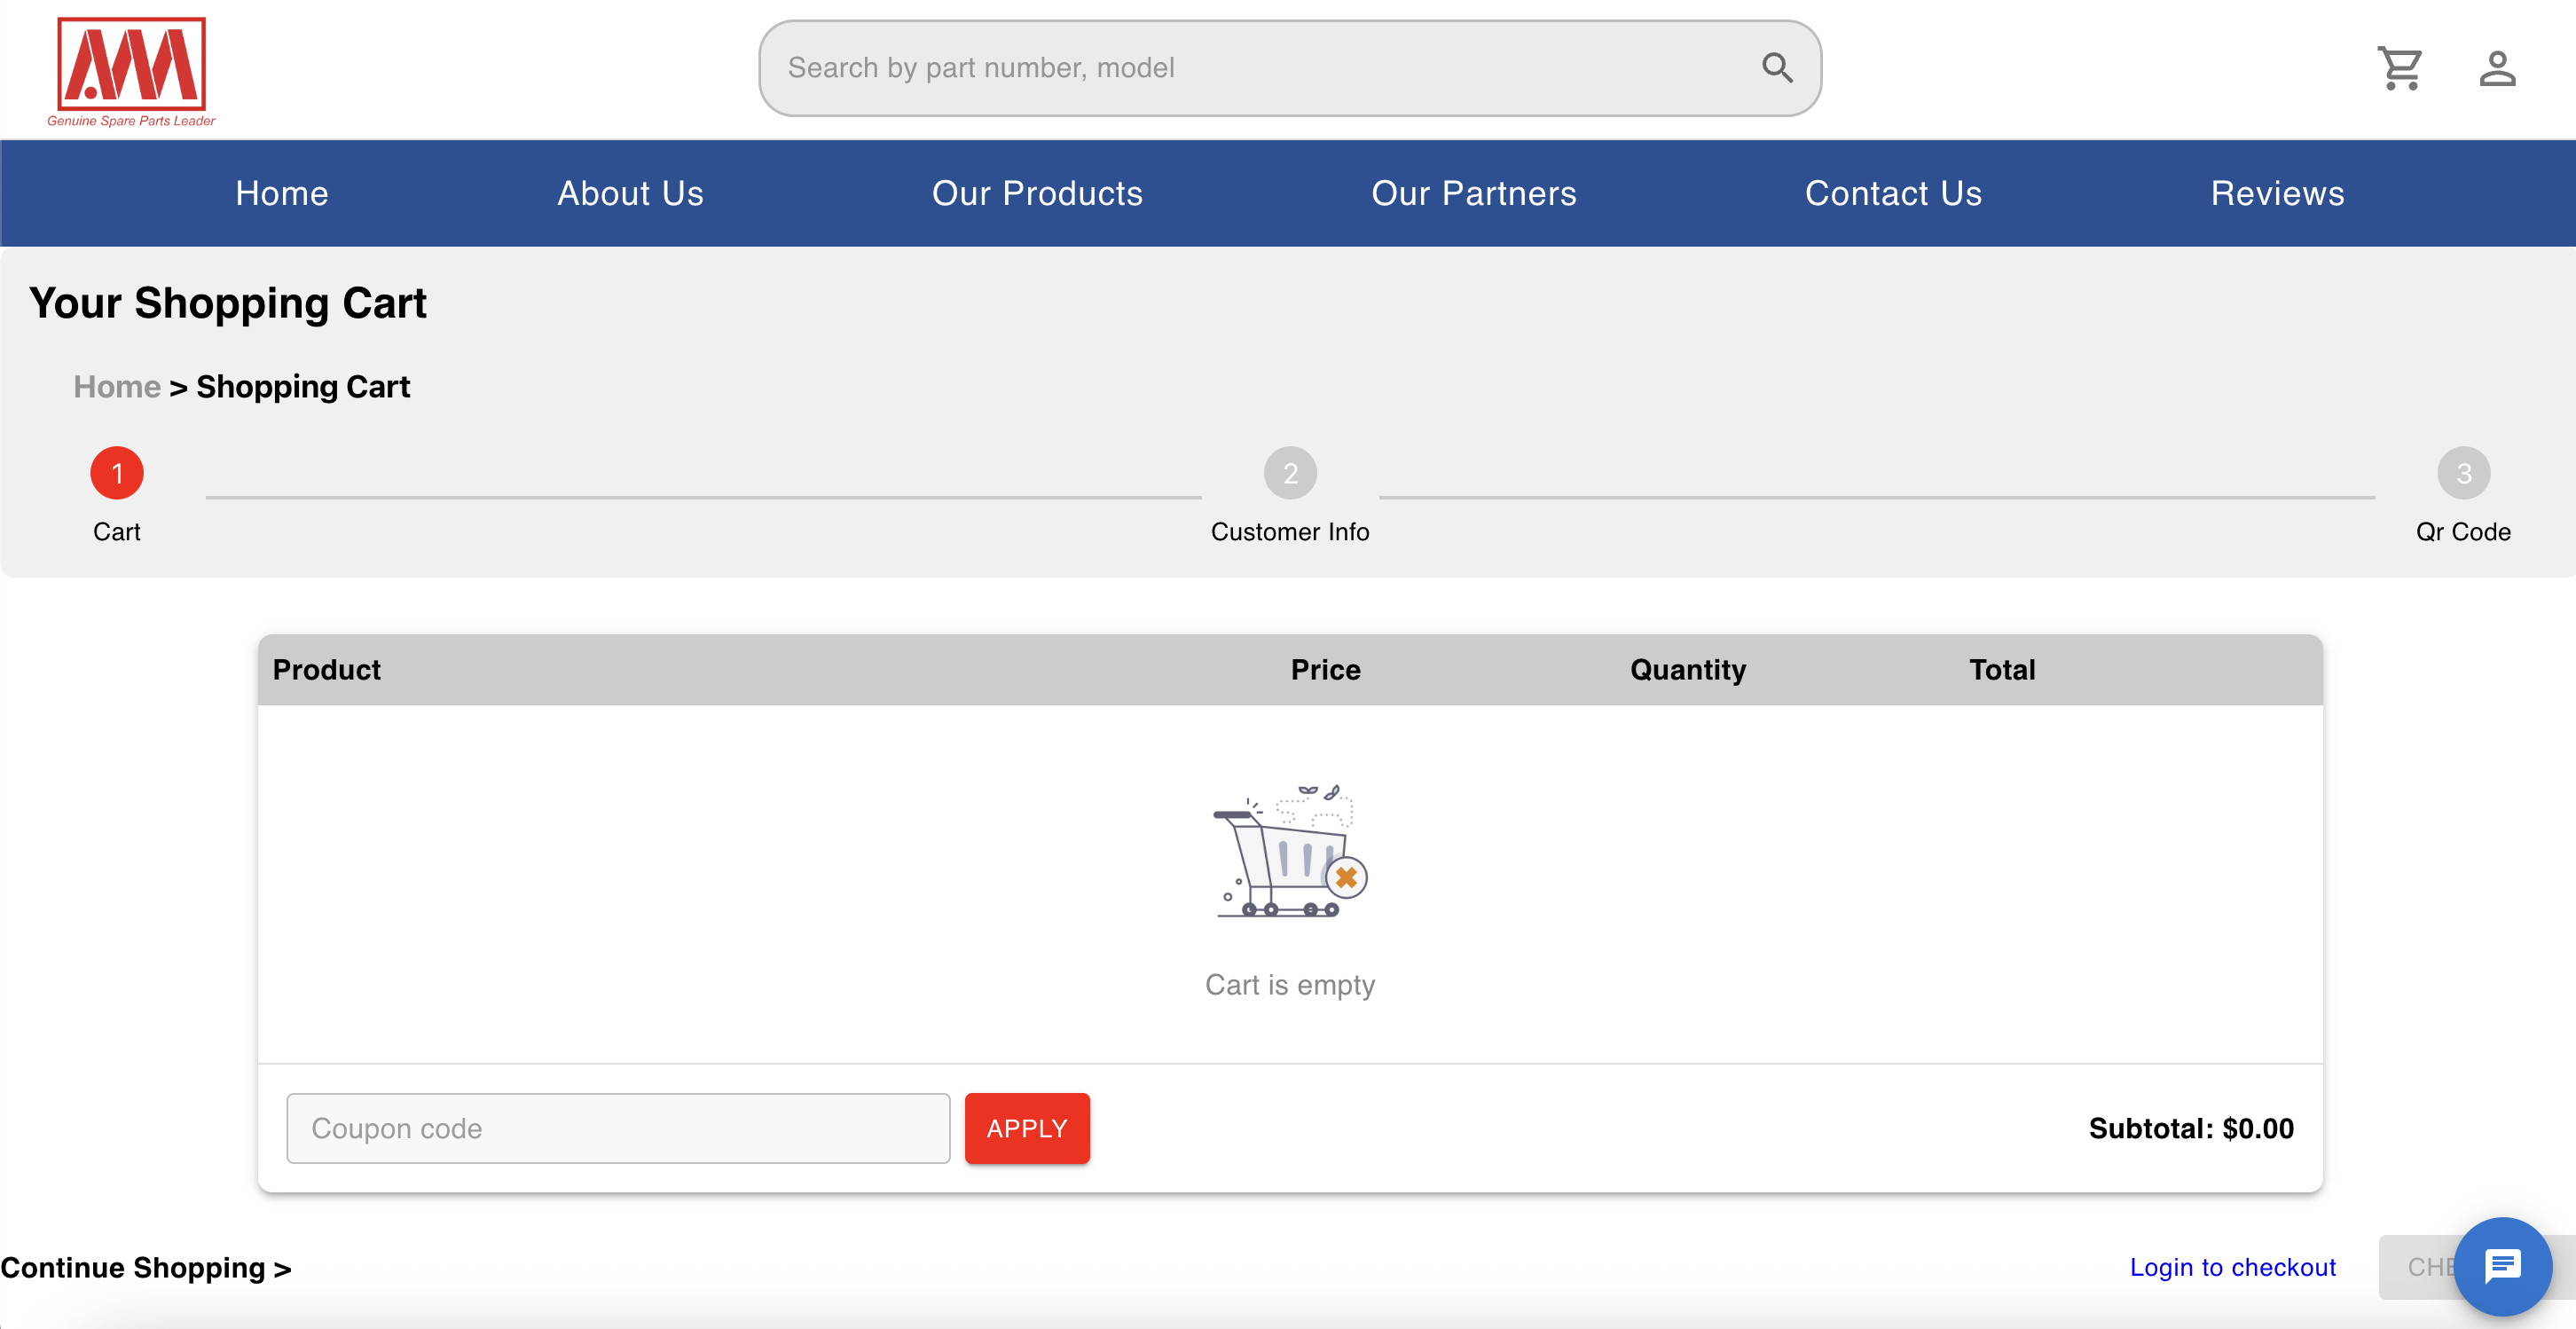 AMM
Genuine Spare Parts Leader
Search by part number, model
Home About Us Our Products Our Partners Contact Us Reviews
Your Shopping Cart
Home > Shopping Cart
1 2 3
Cart Customer Info Qr Code
Product Price Quantity Total
Cart is empty
Coupon code APPLY Subtotal: $0.00
Continue Shopping > Login to checkout CHE